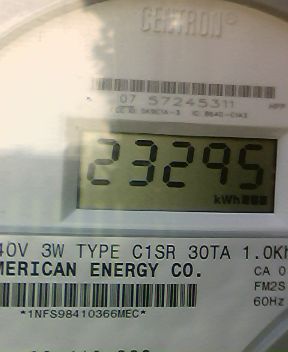 CENTRON®
07 57245311
23295
kWh
40V 3W TYPE C1SR 30TA 1.0Kh
MERICAN ENERGY CO.
CA 0
FM2S
60Hz
*1NFS98410366MEC*